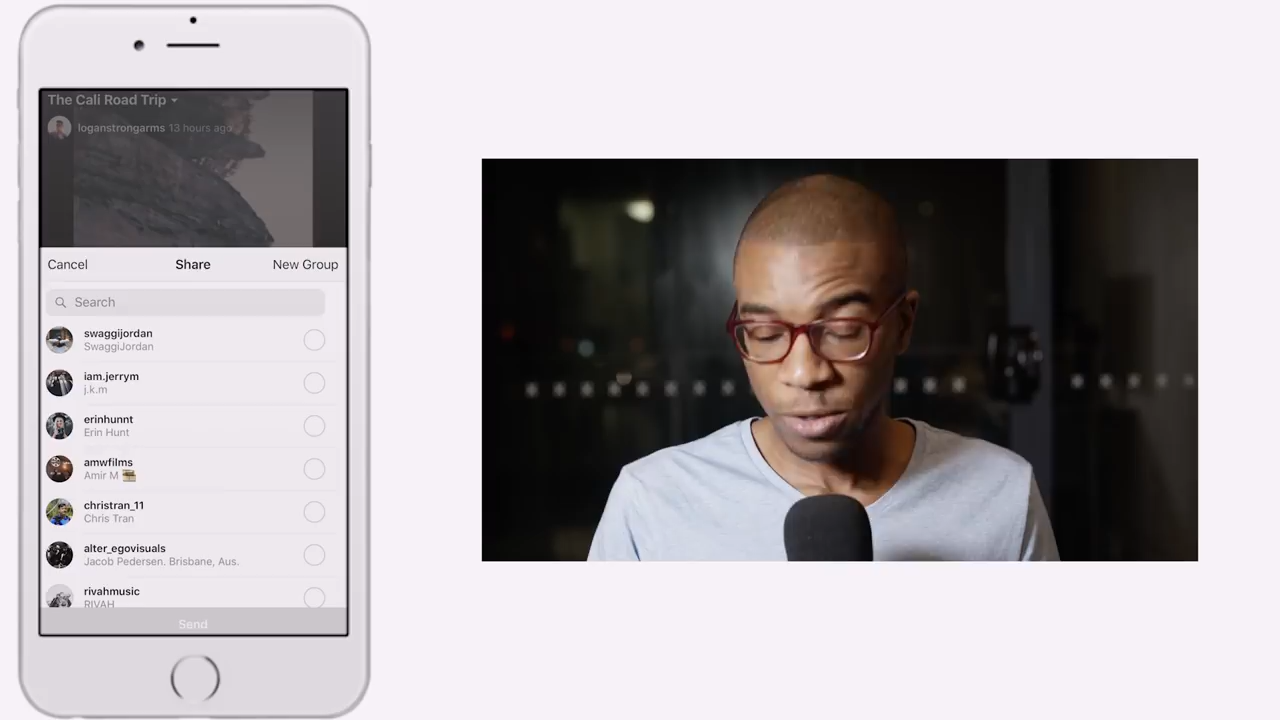 The Cali Road Trip
loganstrongarms 13 hours ago
Cancel Share New Group
Search
swaggijordan
SwaggiJordan
iam.jerrym
j.k.m
erinhunnt
Erin Hunt
amwfilms
Amir M
christran_11
Chris Tran
alter_egovisuals
Jacob Pedersen. Brisbane, Aus.
rivahmusic
RIVAH
Send